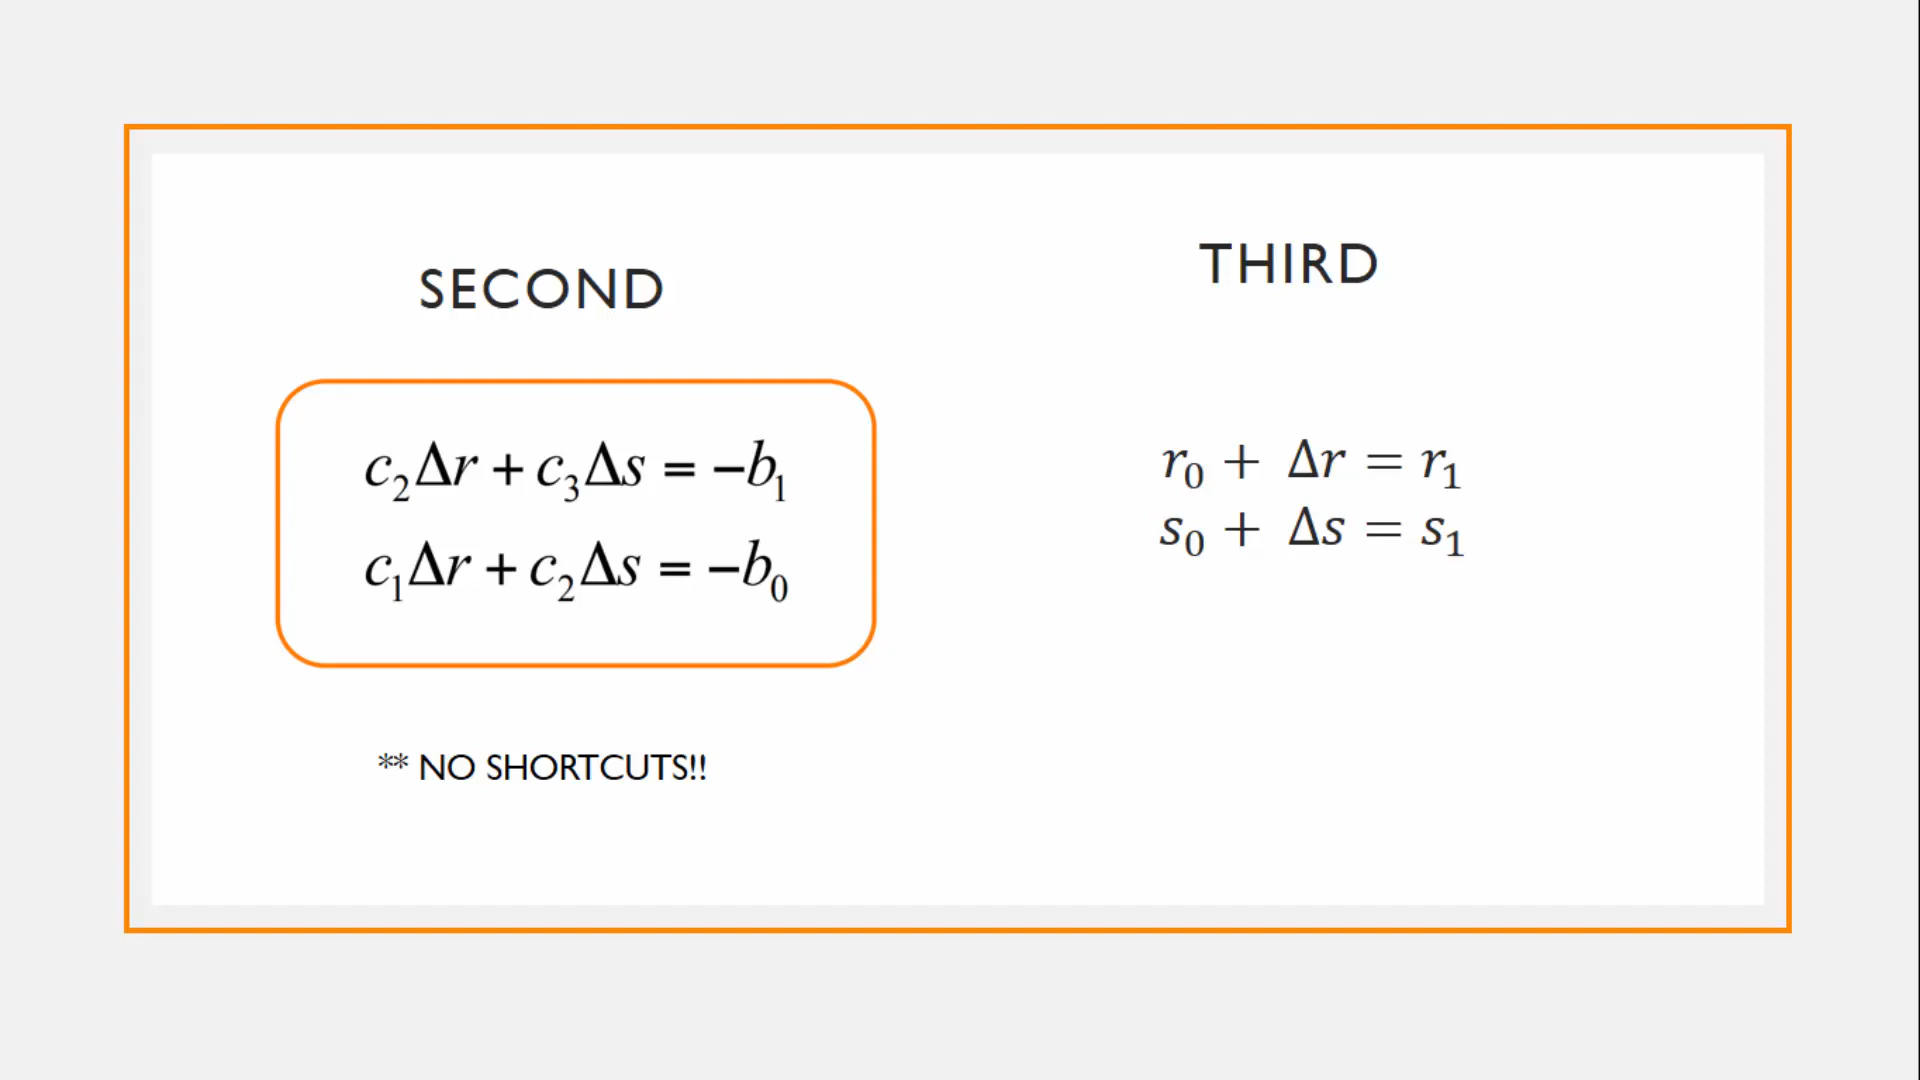 SECOND
c₂Δr + c₃Δs = −b₁
c₁Δr + c₂Δs = −b₀
** NO SHORTCUTS!!
THIRD
r₀ + Δr = r₁
s₀ + Δs = s₁